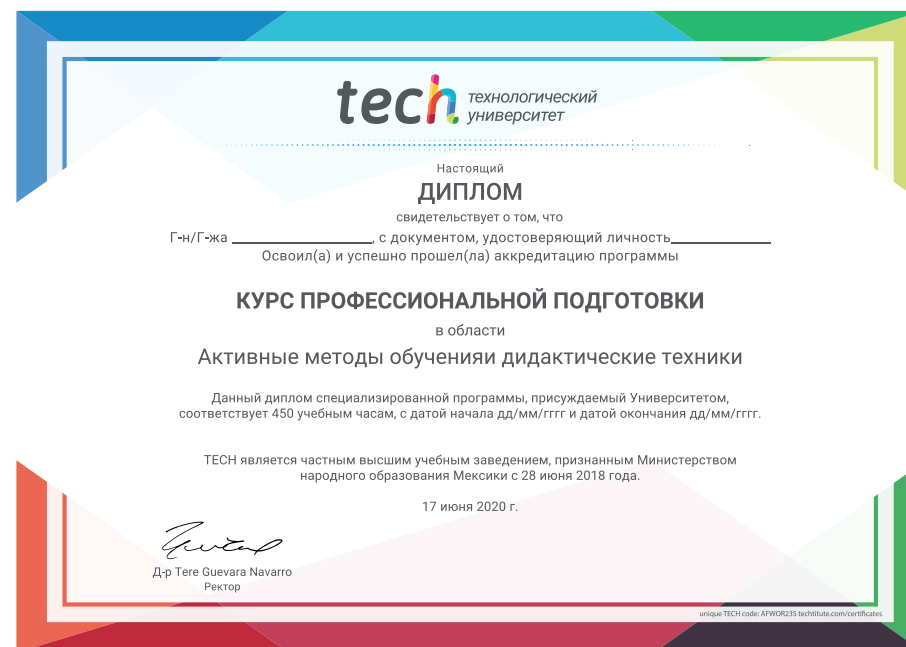 tech технологический
университет
Настоящий
ДИПЛОМ
свидетельствует о том, что
Г-н/Г-жа ____________________, с документом, удостоверяющий личность______________
Освоил(а) и успешно прошел(ла) аккредитацию программы
КУРС ПРОФЕССИОНАЛЬНОЙ ПОДГОТОВКИ
в области
Активные методы обученияи дидактические техники
Данный диплом специализированной программы, присуждаемый Университетом,
соответствует 450 учебным часам, с датой начала дд/мм/гггг и датой окончания дд/мм/гггг.
TECH является частным высшим учебным заведением, признанным Министерством
народного образования Мексики с 28 июня 2018 года.
17 июня 2020 г.
Д-р Tere Guevara Navarro
Ректор
unique TECH code: AFWOR23S techtitute.com/certificates